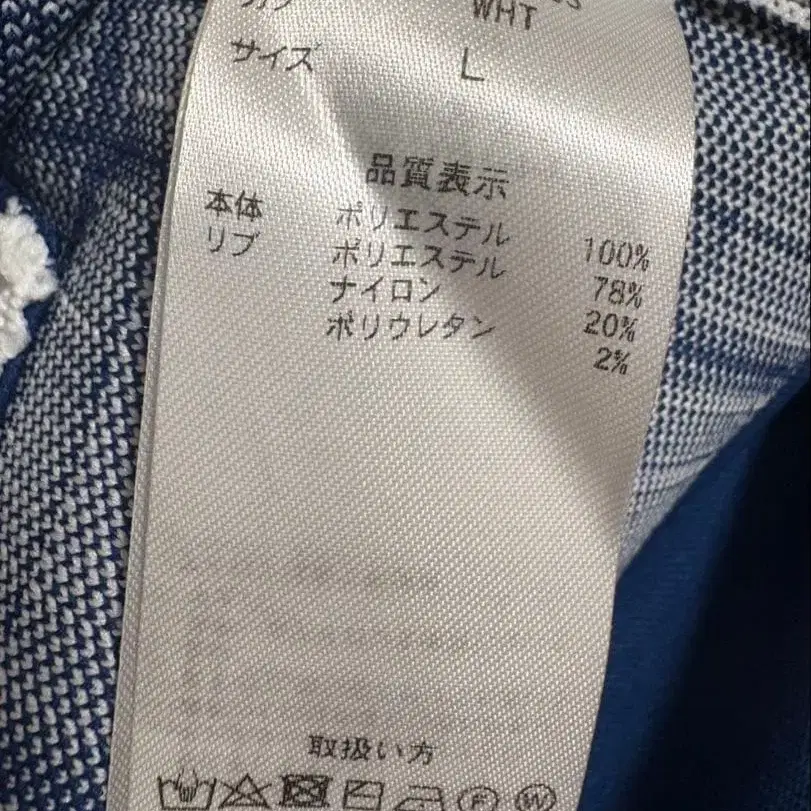 WHT
サイズ L
品質表示
本体 ポリエステル 100%
リブ ポリエステル 78%
ナイロン 20%
ポリウレタン 2%
取扱い方
F W